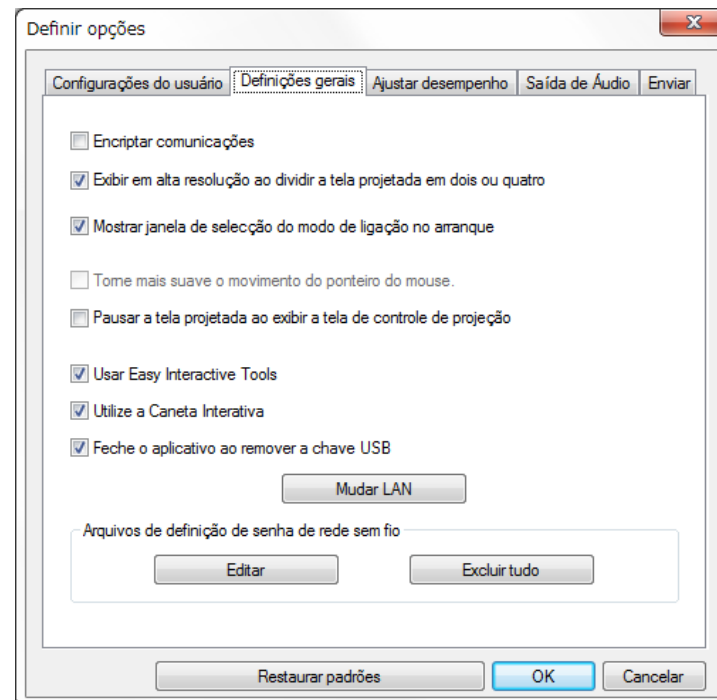 Definir opções
Configurações do usuário Definições gerais Ajustar desempenho Saída de Áudio Enviar
Encriptar comunicações
Exibir em alta resolução ao dividir a tela projetada em dois ou quatro
Mostrar janela de selecção do modo de ligação no arranque
Torne mais suave o movimento do ponteiro do mouse.
Pausar a tela projetada ao exibir a tela de controle de projeção
Usar Easy Interactive Tools
Utilize a Caneta Interativa
Feche o aplicativo ao remover a chave USB
Mudar LAN
Arquivos de definição de senha de rede sem fio
Editar Excluir tudo
Restaurar padrões OK Cancelar